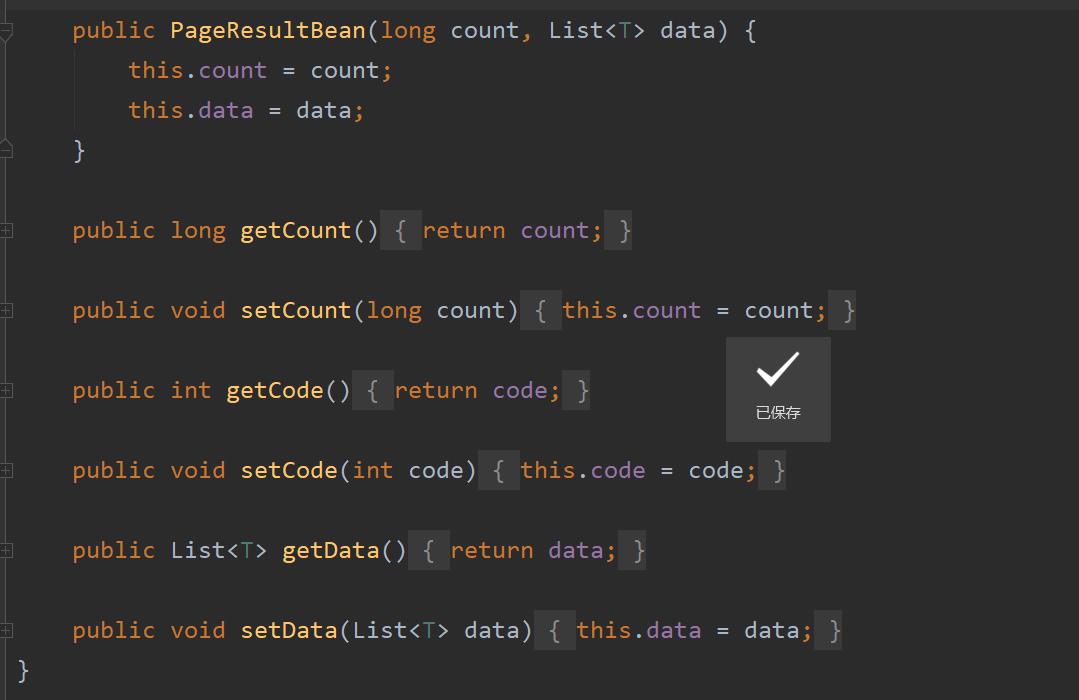 public PageResultBean(long count, List<T> data) {
this.count = count;
this.data = data;
}
public long getCount() { return count; }
public void setCount(long count) { this.count = count; }
public int getCode() { return code; }
已保存
public void setCode(int code) { this.code = code; }
public List<T> getData() { return data; }
public void setData(List<T> data) { this.data = data; }
}